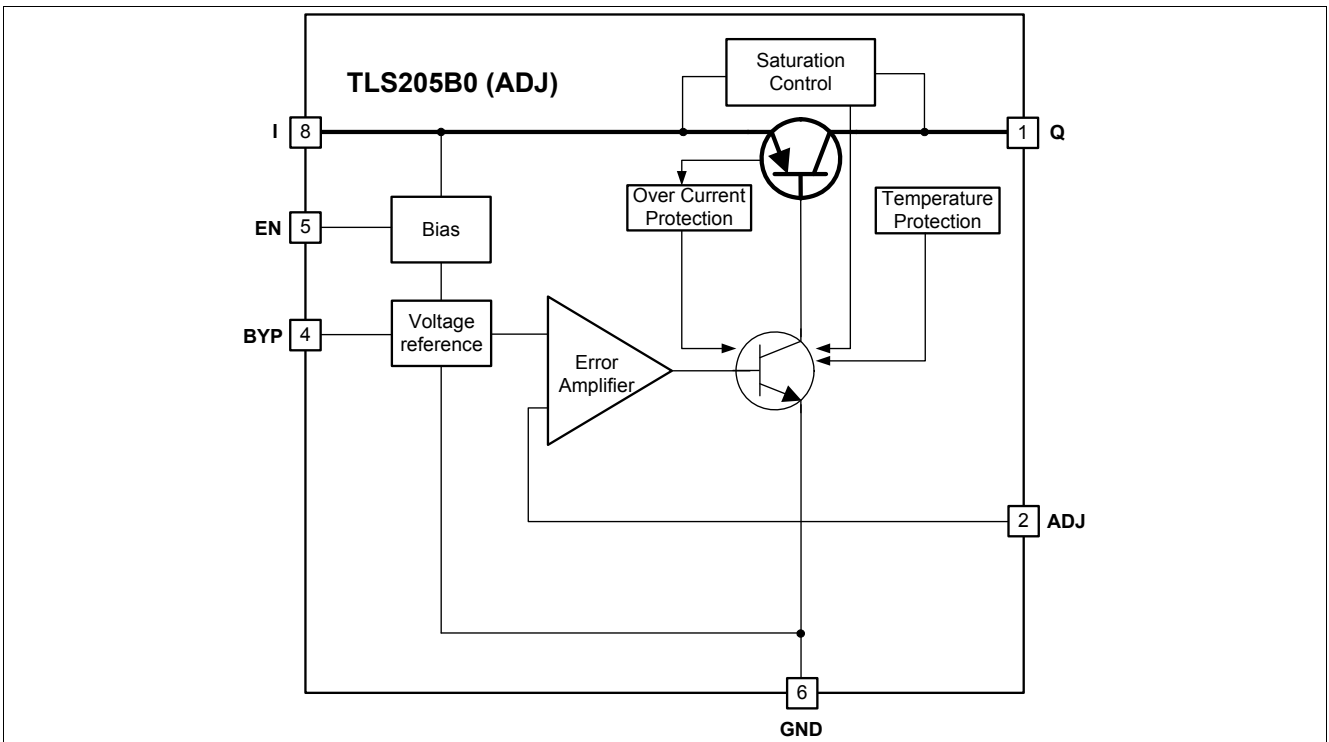 Saturation
Control
TLS205B0 (ADJ)
I 8
1 Q
Over Current
Protection
Temperature
Protection
EN 5
Bias
BYP 4
Voltage
reference
Error
Amplifier
2 ADJ
6
GND